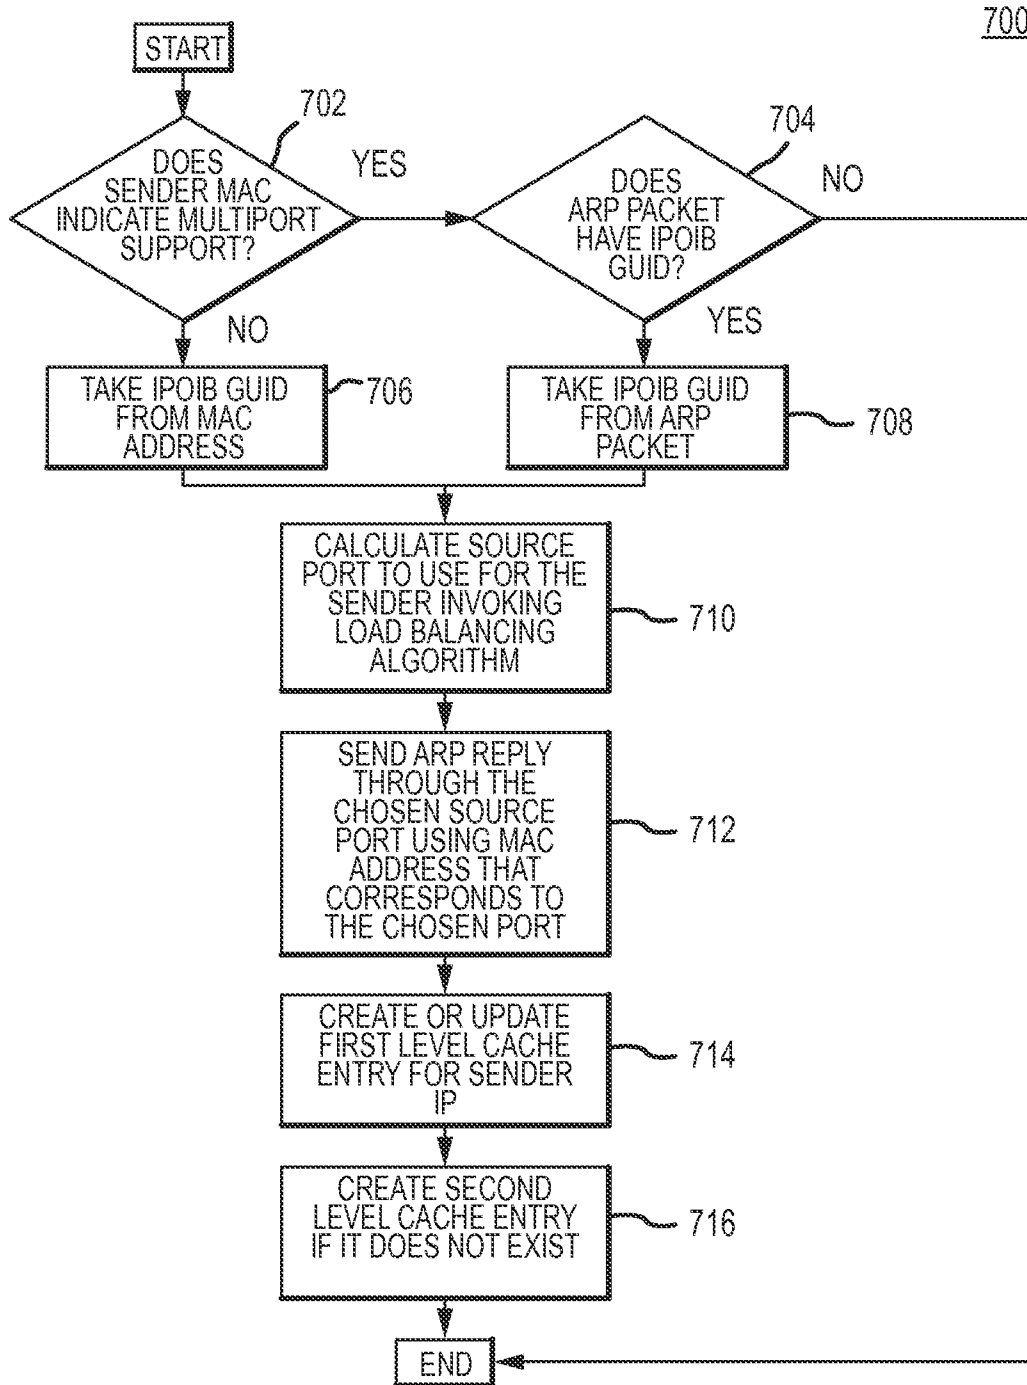 700
START
702
704
DOES
SENDER MAC
INDICATE MULTIPORT
SUPPORT?
YES
DOES
ARP PACKET
HAVE IPOIB
GUID?
NO
NO
YES
TAKE IPOIB GUID
FROM MAC
ADDRESS
706
TAKE IPOIB GUID
FROM ARP
PACKET
708
CALCULATE SOURCE
PORT TO USE FOR THE
SENDER INVOKING
LOAD BALANCING
ALGORITHM
710
SEND ARP REPLY
THROUGH THE
CHOSEN SOURCE
PORT USING MAC
ADDRESS THAT
CORRESPONDS TO
THE CHOSEN PORT
712
CREATE OR UPDATE
FIRST LEVEL CACHE
ENTRY FOR SENDER
IP
714
CREATE SECOND
LEVEL CACHE ENTRY
IF IT DOES NOT EXIST
716
END